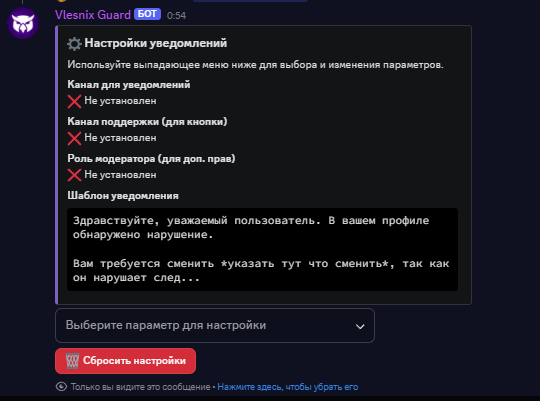 Vlesnix Guard БОТ 0:54
Настройки уведомлений
Используйте выпадающее меню ниже для выбора и изменения параметров.
Канал для уведомлений
Не установлен
Канал поддержки (для кнопки)
Не установлен
Роль модератора (для доп. прав)
Не установлен
Шаблон уведомления
Здравствуйте, уважаемый пользователь. В вашем профиле
обнаружено нарушение.
Вам требуется сменить *указать тут что сменить*, так как
он нарушает след...
Выберите параметр для настройки
Сбросить настройки
Только вы видите это сообщение • Нажмите здесь, чтобы убрать его